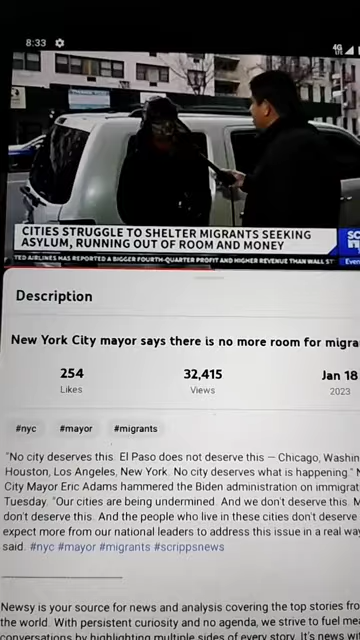 8:33
4G
CITIES STRUGGLE TO SHELTER MIGRANTS SEEKING
ASYLUM, RUNNING OUT OF ROOM AND MONEY
TED AIRLINES HAS REPORTED A BIGGER FOURTH-QUARTER PROFIT AND HIGHER REVENUE THAN WALL ST
Description
New York City mayor says there is no more room for migra
254 32,415 Jan 18
Likes Views 2023
#nyc #mayor #migrants
"No city deserves this. El Paso does not deserve this — Chicago, Washin
Houston, Los Angeles, New York. No city deserves what is happening." N
City Mayor Eric Adams hammered the Biden administration on immigrat
Tuesday. "Our cities are being undermined. And we don't deserve this. M
don't deserve this. And the people who live in these cities don't deserve
expect more from our national leaders to address this issue in a real wa
said. #nyc #mayor #migrants #scrippsnews
Newsy is your source for news and analysis covering the top stories fro
the world. With persistent curiosity and no agenda, we strive to fuel mea
conversations by highlighting multiple sides of every story. It's news wi